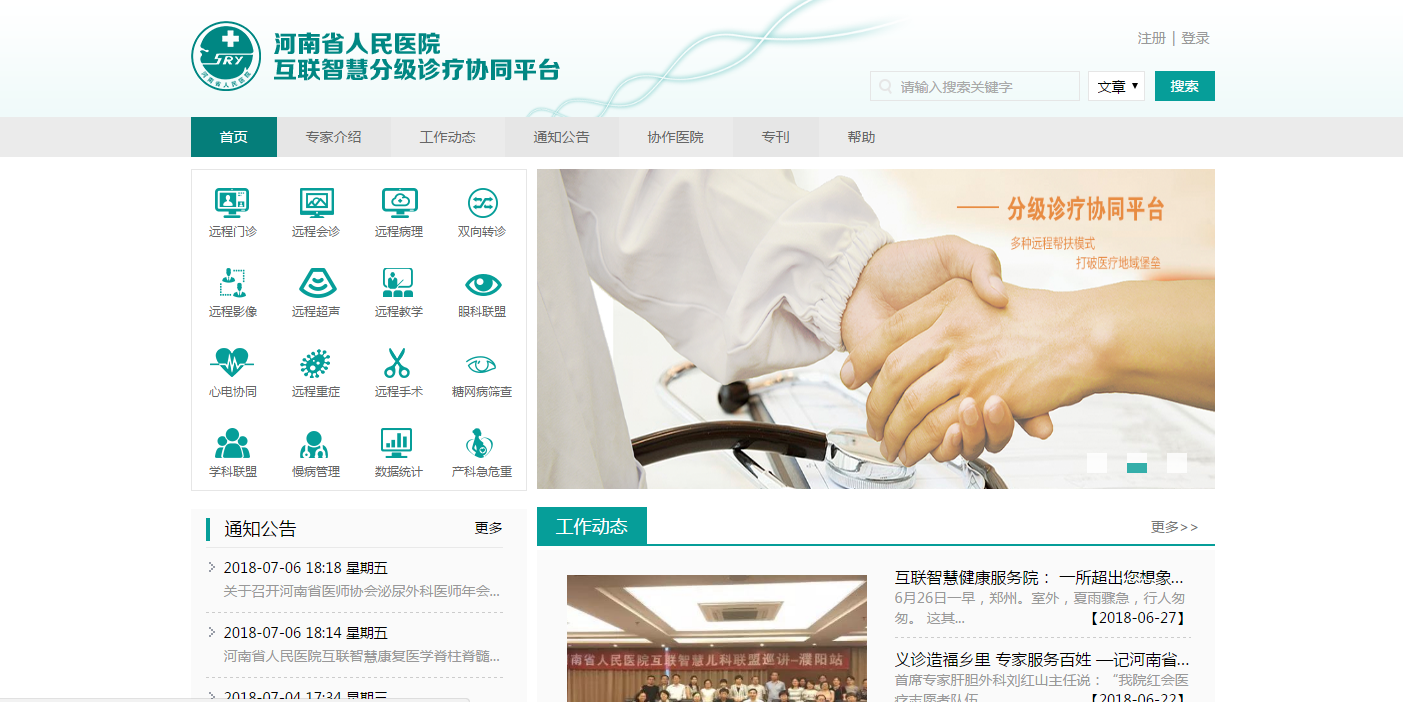 河南省人民医院
互联智慧分级诊疗协同平台
SRY
河南省人民医院
注册 | 登录
请输入搜索关键字
文章
搜索
首页
专家介绍
工作动态
通知公告
协作医院
专刊
帮助
远程门诊
远程会诊
远程病理
双向转诊
远程影像
远程超声
远程教学
眼科联盟
心电协同
远程重症
远程手术
糖网病筛查
学科联盟
慢病管理
数据统计
产科急危重
分级诊疗协同平台
多种远程帮扶模式
打破医疗地域堡垒
通知公告
更多
2018-07-06 18:18 星期五
关于召开河南省医师协会泌尿外科医师年会...
2018-07-06 18:14 星期五
河南省人民医院互联智慧康复医学脊柱脊髓...
2018-07-04 17:34 星期三
工作动态
更多>>
河南省人民医院互联智慧儿科联盟巡讲–濮阳站
互联智慧健康服务院： 一所超出您想象...
6月26日一早，郑州。室外，夏雨骤急，行人匆
匆。 这其...
【2018-06-27】
义诊造福乡里 专家服务百姓 —记河南省...
首席专家肝胆外科刘红山主任说：“我院红会医
疗志愿者队伍
【2018-06-22】